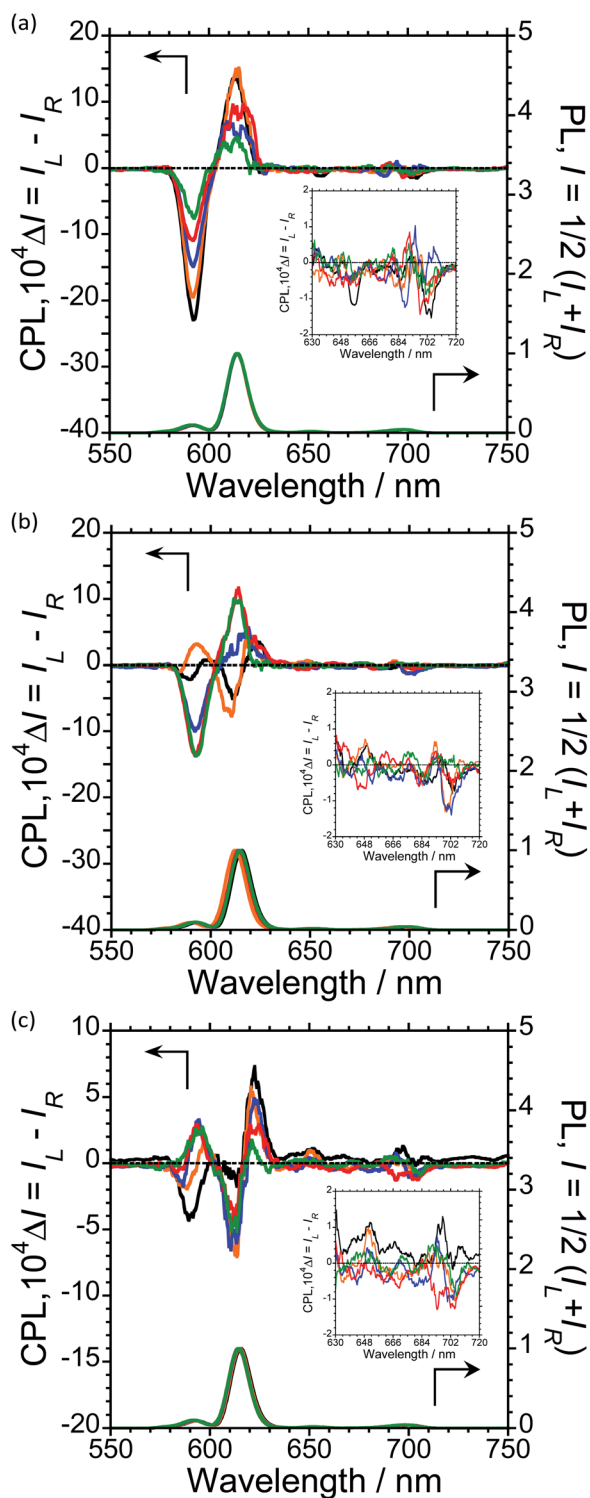 (a)
20
10
0
-10
-20
-30
-40
CPL,10⁴ΔI = I_L - I_R
5
4
3
2
1
0
PL, I = 1/2 (I_L+I_R)
2
1
0
-1
-2
CPL,10⁴ΔI = I_L - I_R
630 648 666 684 702 720
Wavelength / nm
550 600 650 700 750
Wavelength / nm
(b)
20
10
0
-10
-20
-30
-40
CPL,10⁴ΔI = I_L - I_R
5
4
3
2
1
0
PL, I = 1/2 (I_L+I_R)
2
1
0
-1
-2
CPL,10⁴ΔI = I_L - I_R
630 648 666 684 702 720
Wavelength / nm
550 600 650 700 750
Wavelength / nm
(c)
10
5
0
-5
-10
-15
-20
CPL,10⁴ΔI = I_L - I_R
5
4
3
2
1
0
PL, I = 1/2 (I_L+I_R)
2
1
0
-1
-2
CPL,10⁴ΔI = I_L - I_R
630 648 666 684 702 720
Wavelength / nm
550 600 650 700 750
Wavelength / nm